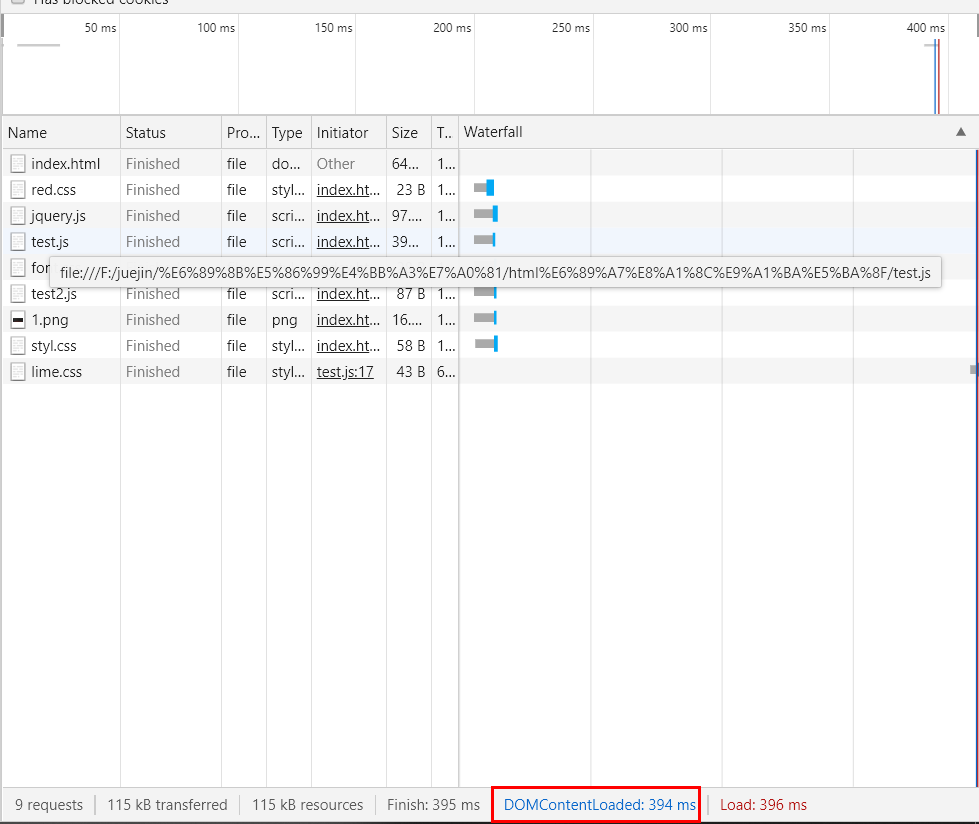 Has blocked cookies
50 ms 100 ms 150 ms 200 ms 250 ms 300 ms 350 ms 400 ms
Name Status Pro... Type Initiator Size T.. Waterfall
index.html Finished file do... Other 64... 1...
red.css Finished file styl... index.ht... 23 B 1...
jquery.js Finished file scri... index.ht... 97.... 1...
test.js Finished file scri... index.ht... 39... 1...
for
file:///F:/juejin/%E6%89%8B%E5%86%99%E4%BB%A3%E7%A0%81/html%E6%89%A7%E8%A1%8C%E9%A1%BA%E5%BA%8F/test.js
test2.js Finished file scri... index.ht... 87 B 1...
1.png Finished file png index.ht... 16.... 1...
styl.css Finished file styl... index.ht... 58 B 1...
lime.css Finished file styl... test.js:17 43 B 6...
9 requests 115 kB transferred 115 kB resources Finish: 395 ms DOMContentLoaded: 394 ms Load: 396 ms